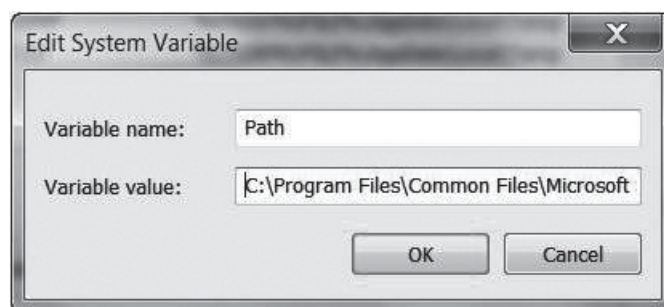 Edit System Variable
X
Variable name:
Path
Variable value:
C:\Program Files\Common Files\Microsoft
OK
Cancel